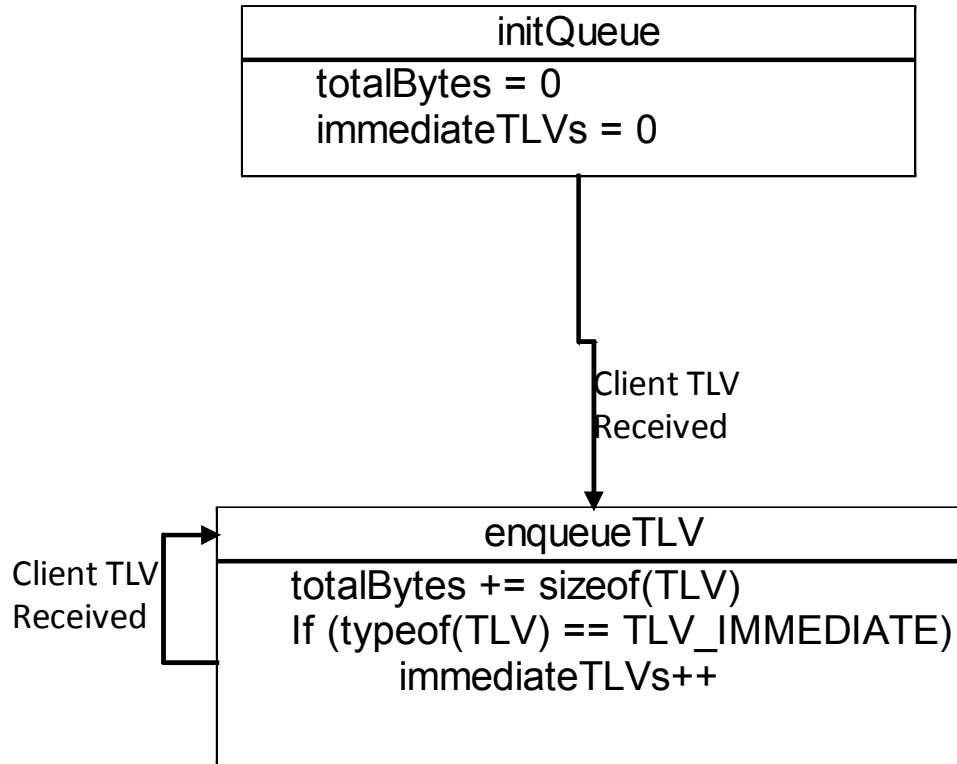 initQueue
totalBytes = 0
immediateTLVs = 0
Client TLV
Received
enqueueTLV
Client TLV
Received
totalBytes += sizeof(TLV)
If (typeof(TLV) == TLV_IMMEDIATE)
immediateTLVs++